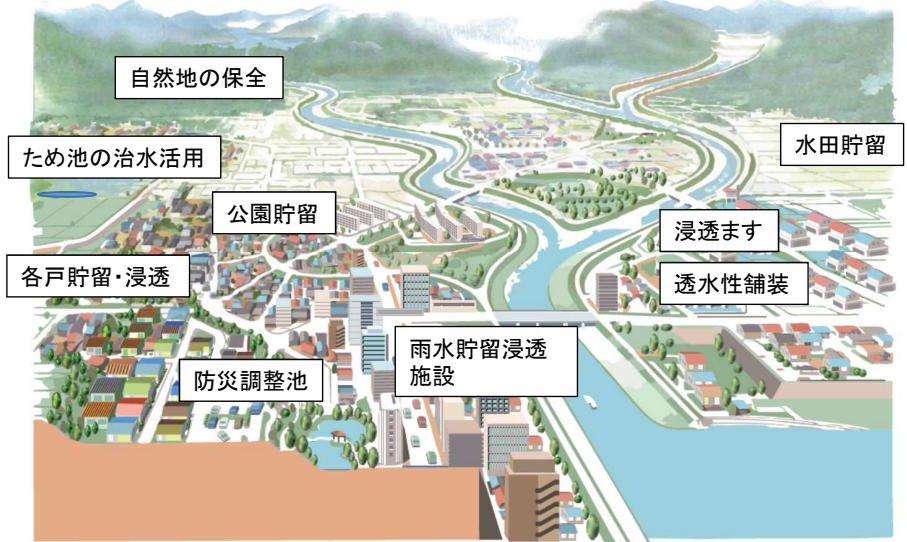 自然地の保全
水田貯留
ため池の治水活用
公園貯留
浸透ます
各戸貯留・浸透
透水性舗装
雨水貯留浸透
施設
防災調整池